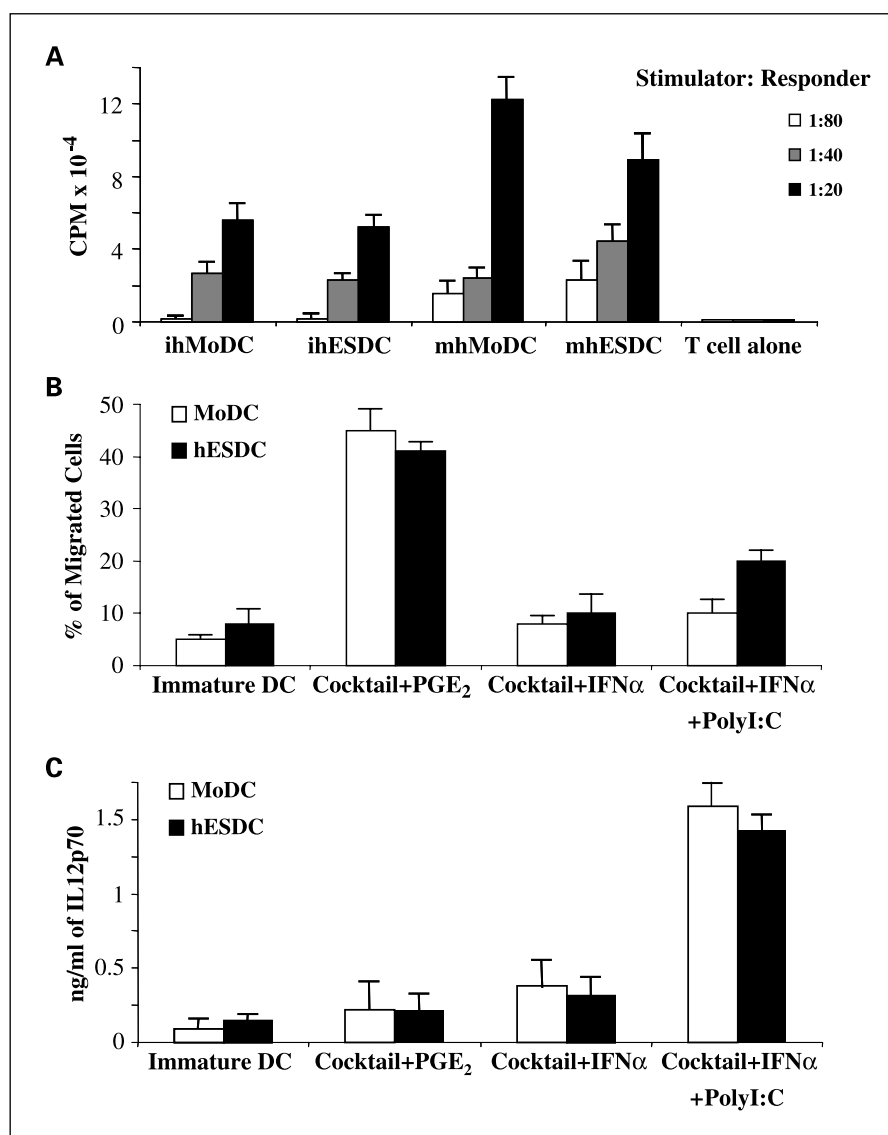 A
CPM x 10-4
12
8
4
0
Stimulator: Responder
1:80
1:40
1:20
ihMoDC ihESDC mhMoDC mhESDC T cell alone
B
% of Migrated Cells
50
40
30
20
10
0
MoDC
hESDC
Immature DC Cocktail+PGE2 Cocktail+IFNα Cocktail+IFNα
+PolyI:C
C
ng/ml of IL12p70
1.5
1
0.5
0
MoDC
hESDC
Immature DC Cocktail+PGE2 Cocktail+IFNα Cocktail+IFNα
+PolyI:C